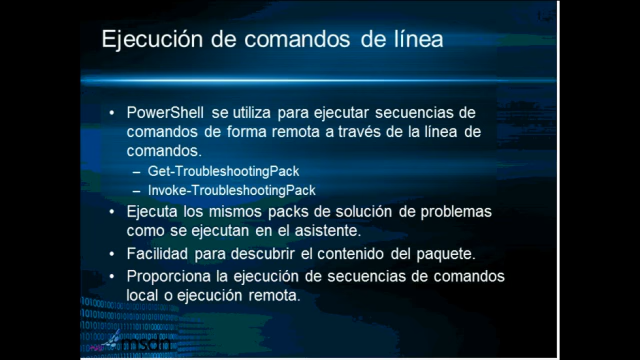 Ejecución de comandos de línea
• PowerShell se utiliza para ejecutar secuencias de
comandos de forma remota a través de la línea de
comandos.
– Get-TroubleshootingPack
– Invoke-TroubleshootingPack
• Ejecuta los mismos packs de solución de problemas
como se ejecutan en el asistente.
• Facilidad para descubrir el contenido del paquete.
• Proporciona la ejecución de secuencias de comandos
local o ejecución remota.